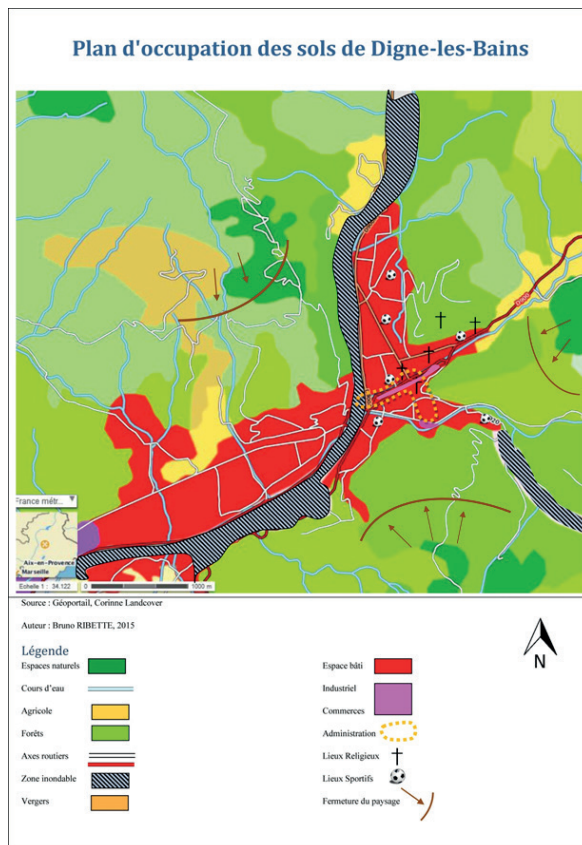 Plan d'occupation des sols de Digne-les-Bains
N900
N20
France métr...
Aix-en-Provence
Marseille
Echelle 1 : 34.122
0
1000 m
Source : Géoportail, Corinne Landcover
Auteur : Bruno RIBETTE, 2015
Légende
Espaces naturels
Cours d'eau
Agricole
Forêts
Axes routiers
Zone inondable
Vergers
N
Espace bâti
Industriel
Commerces
Administration
Lieux Religieux
Lieux Sportifs
Fermeture du paysage